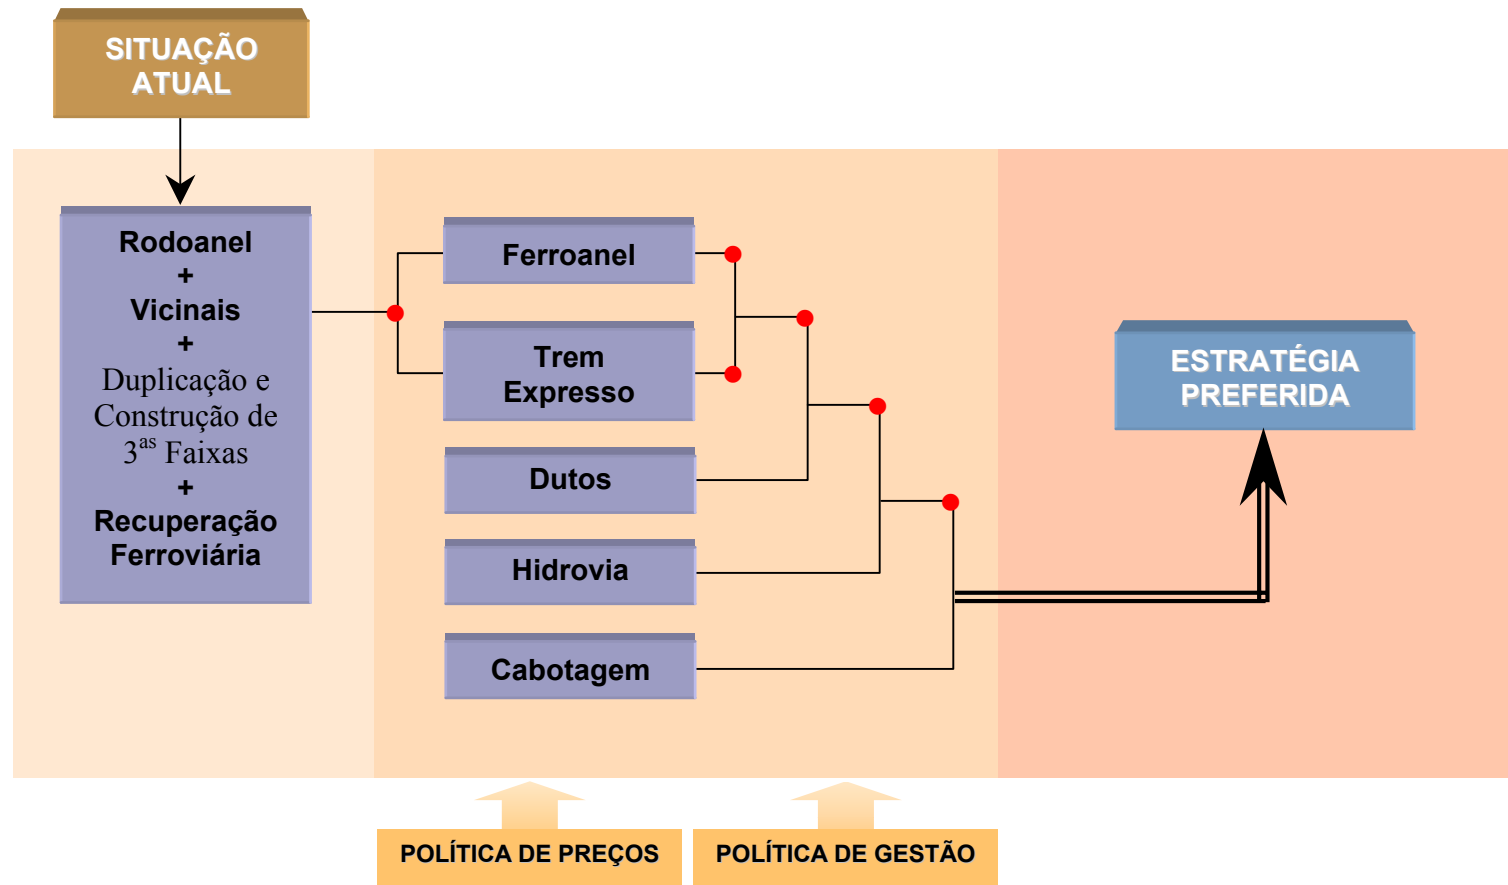 SITUAÇÃO
ATUAL
Rodoanel
+
Vicinais
+
Duplicação e
Construção de
3as Faixas
+
Recuperação
Ferroviária
Ferroanel
Trem
Expresso
Dutos
Hidrovia
Cabotagem
ESTRATÉGIA
PREFERIDA
POLÍTICA DE PREÇOS
POLÍTICA DE GESTÃO